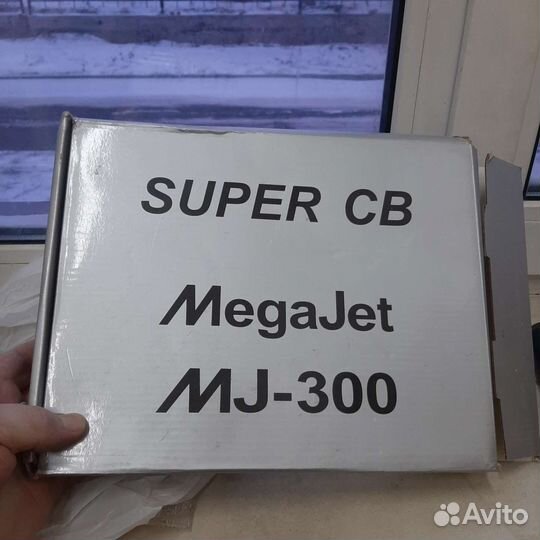 SUPER CB
MegaJet
MJ-300
Avito